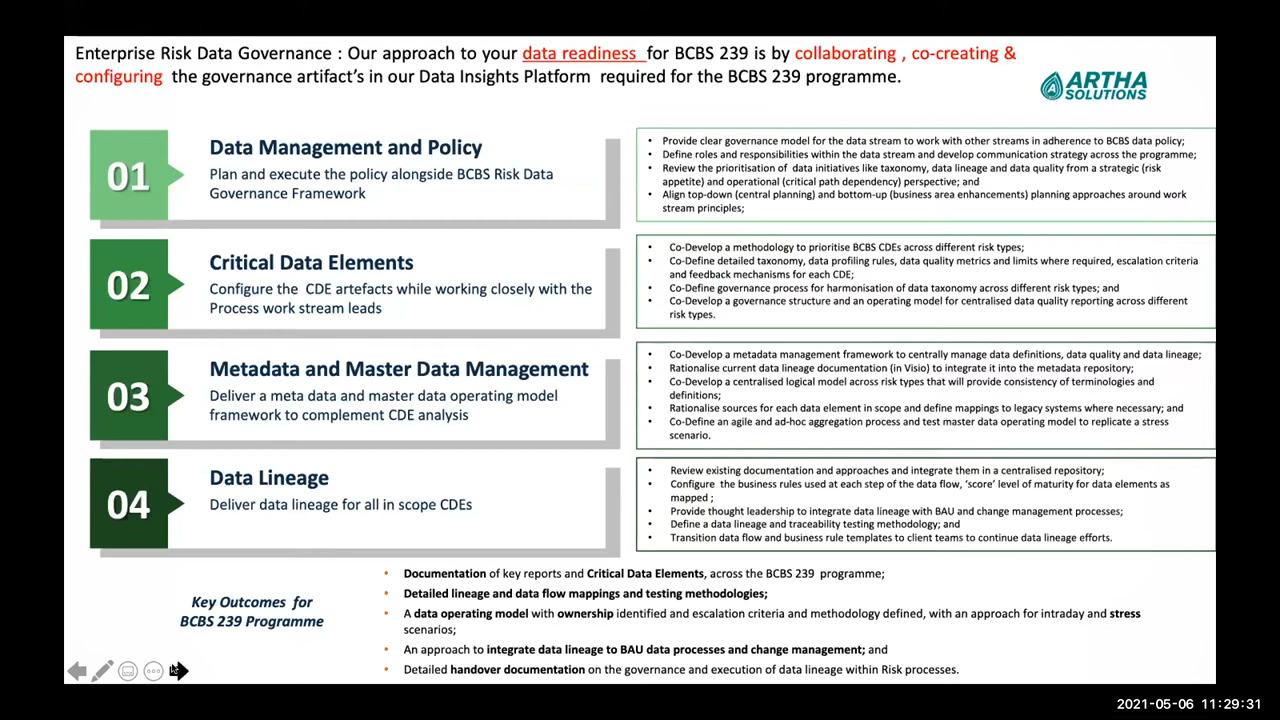 Enterprise Risk Data Governance : Our approach to your data readiness for BCBS 239 is by collaborating , co-creating &
configuring the governance artifact's in our Data Insights Platform required for the BCBS 239 programme.
ARTHA
SOLUTIONS
01
Data Management and Policy
Plan and execute the policy alongside BCBS Risk Data
Governance Framework
• Provide clear governance model for the data stream to work with other streams in adherence to BCBS data policy;
• Define roles and responsibilities within the data stream and develop communication strategy across the programme;
• Review the prioritisation of data initiatives like taxonomy, data lineage and data quality from a strategic (risk
appetite) and operational (critical path dependency) perspective; and
• Align top-down (central planning) and bottom-up (business area enhancements) planning approaches around work
stream principles;
02
Critical Data Elements
Configure the CDE artefacts while working closely with the
Process work stream leads
• Co-Develop a methodology to prioritise BCBS CDEs across different risk types;
• Co-Define detailed taxonomy, data profiling rules, data quality metrics and limits where required, escalation criteria
and feedback mechanisms for each CDE;
• Co-Define governance process for harmonisation of data taxonomy across different risk types; and
• Co-Develop a governance structure and an operating model for centralised data quality reporting across different
risk types.
03
Metadata and Master Data Management
Deliver a meta data and master data operating model
framework to complement CDE analysis
• Co-Develop a metadata management framework to centrally manage data definitions, data quality and data lineage;
• Rationalise current data lineage documentation (in Visio) to integrate it into the metadata repository;
• Co-Develop a centralised logical model across risk types that will provide consistency of terminologies and
definitions;
• Rationalise sources for each data element in scope and define mappings to legacy systems where necessary; and
• Co-Define an agile and ad-hoc aggregation process and test master data operating model to replicate a stress
scenario.
04
Data Lineage
Deliver data lineage for all in scope CDEs
• Review existing documentation and approaches and integrate them in a centralised repository;
• Configure the business rules used at each step of the data flow, 'score' level of maturity for data elements as
mapped ;
• Provide thought leadership to integrate data lineage with BAU and change management processes;
• Define a data lineage and traceability testing methodology; and
• Transition data flow and business rule templates to client teams to continue data lineage efforts.
Key Outcomes for
BCBS 239 Programme
• Documentation of key reports and Critical Data Elements, across the BCBS 239 programme;
• Detailed lineage and data flow mappings and testing methodologies;
• A data operating model with ownership identified and escalation criteria and methodology defined, with an approach for intraday and stress
scenarios;
• An approach to integrate data lineage to BAU data processes and change management; and
• Detailed handover documentation on the governance and execution of data lineage within Risk processes.
2021-05-06 11:29:31